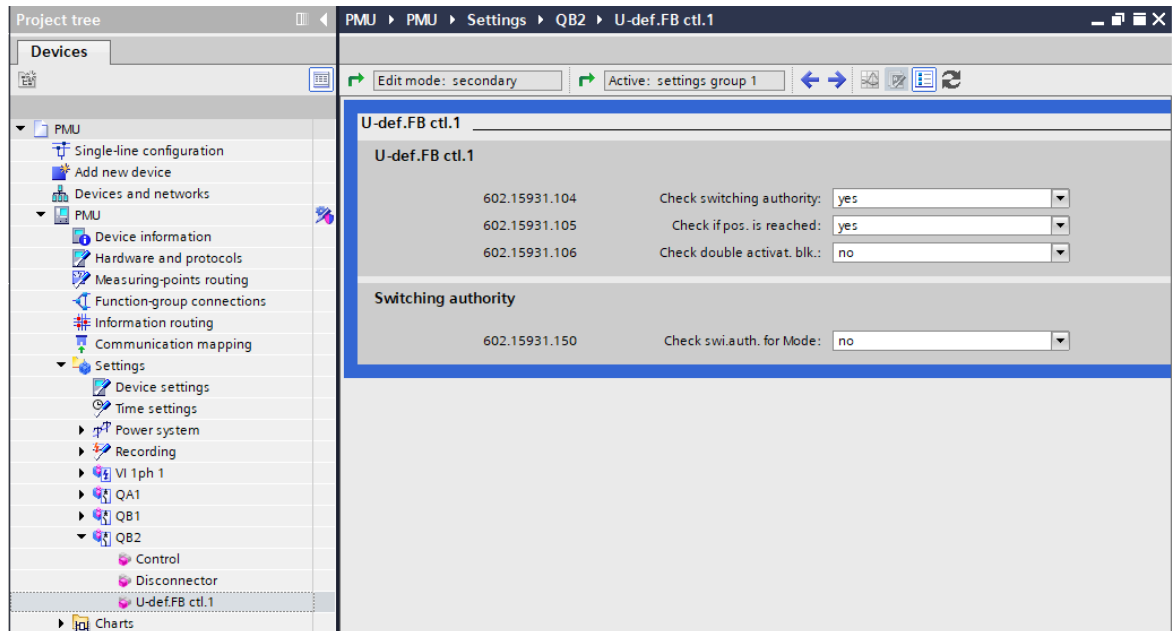 Project tree
Devices
PMU
Single-line configuration
Add new device
Devices and networks
PMU
Device information
Hardware and protocols
Measuring-points routing
Function-group connections
Information routing
Communication mapping
Settings
Device settings
Time settings
Power system
Recording
VI 1ph 1
QA1
QB1
QB2
Control
Disconnector
U-def.FB ctl.1
Charts
PMU PMU Settings QB2 U-def.FB ctl.1
Edit mode: secondary Active: settings group 1
U-def.FB ctl.1
U-def.FB ctl.1
602.15931.104 Check switching authority: yes
602.15931.105 Check if pos. is reached: yes
602.15931.106 Check double activat. blk.: no
Switching authority
602.15931.150 Check swi.auth. for Mode: no